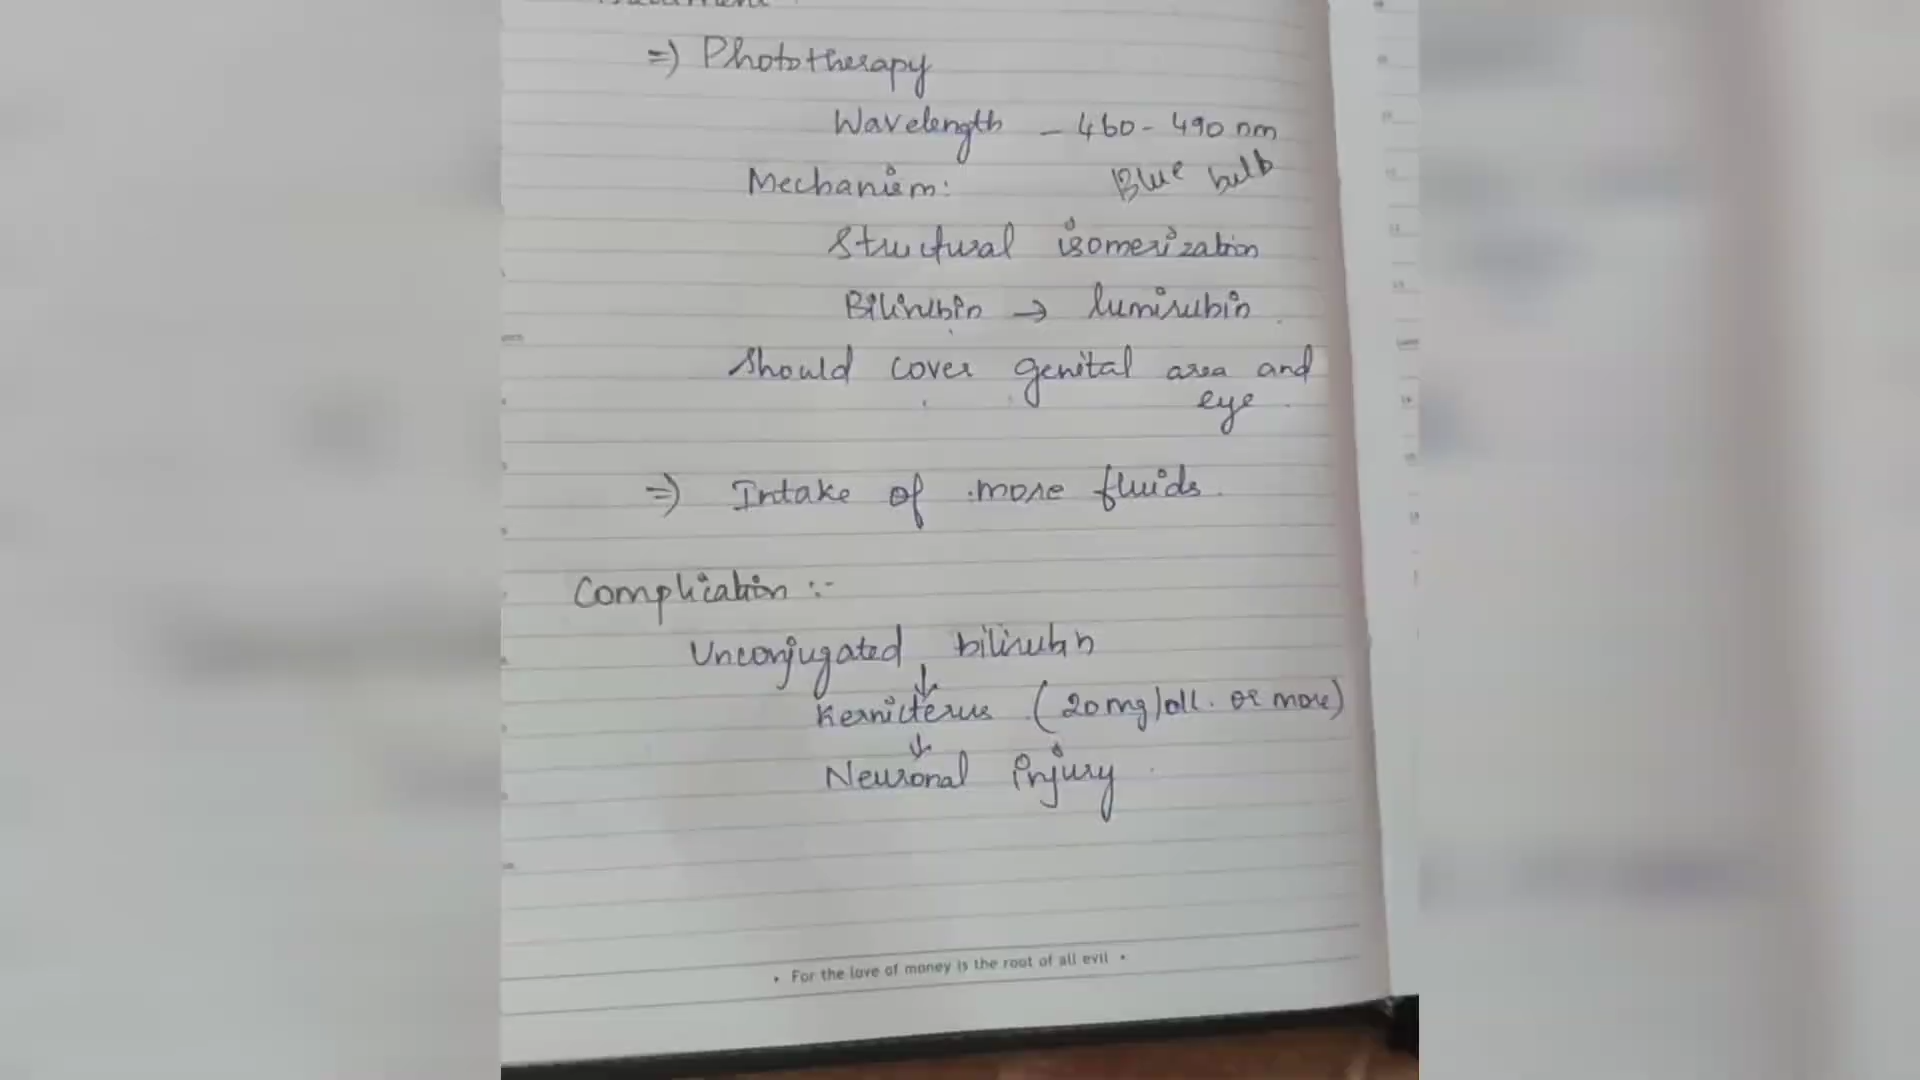 =) Phototherapy
Wavelength - 460-490 nm
Mechanism: Blue bulb
Structural isomerization
Bilirubin → lumirubin
Should cover genital area and
eye.
=) Intake of more fluids.
Complication :-
Unconjugated bilirubin
↓
Kernicterus (20mg/dl. or more)
↓
Neuronal injury
• For the love of money is the root of all evil •